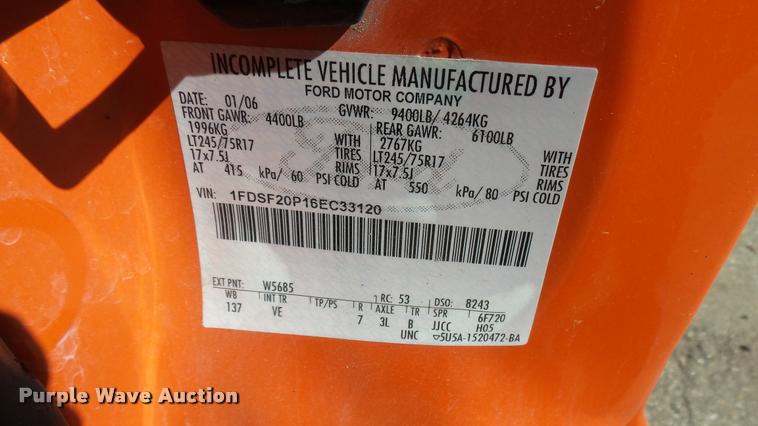 INCOMPLETE VEHICLE MANUFACTURED BY
FORD MOTOR COMPANY
DATE: 01/06 GVWR: 9400LB/ 4264KG
FRONT GAWR: 4400LB REAR GAWR: 6100LB
1996KG WITH 2767KG WITH
LT245/75R17 TIRES LT245/75R17 TIRES
17x7.5J RIMS 17x7.5J RIMS
AT 415 kPa/ 60 PSI COLD AT 550 kPa/ 80 PSI COLD
VIN: 1FDSF20P16EC33120
EXT PNT: W5685 RC: 53 DSO: 8243
WB INT TR TP/PS R AXLE TR SPR 6F720
137 VE 7 3L B JJCC H05
UNC 5U5A-1520472-BA
Purple Wave Auction